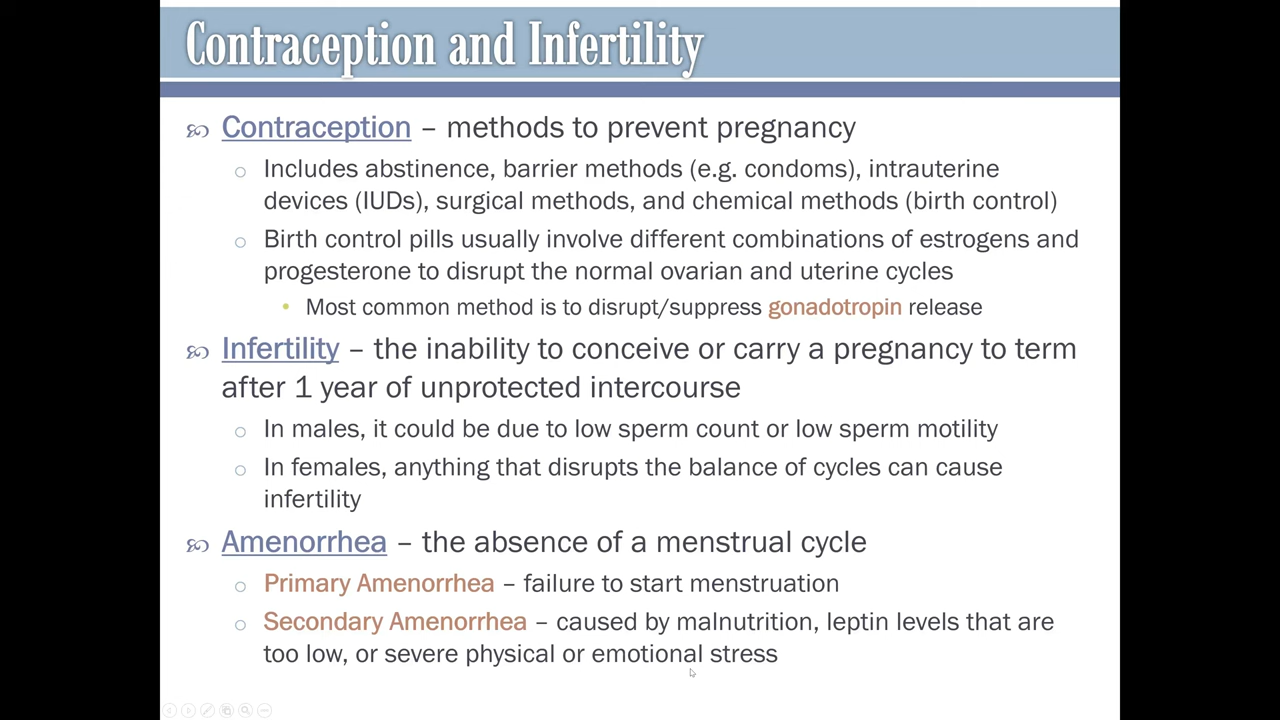 Contraception and Infertility
Contraception – methods to prevent pregnancy
Includes abstinence, barrier methods (e.g. condoms), intrauterine
devices (IUDs), surgical methods, and chemical methods (birth control)
Birth control pills usually involve different combinations of estrogens and
progesterone to disrupt the normal ovarian and uterine cycles
Most common method is to disrupt/suppress gonadotropin release
Infertility – the inability to conceive or carry a pregnancy to term
after 1 year of unprotected intercourse
In males, it could be due to low sperm count or low sperm motility
In females, anything that disrupts the balance of cycles can cause
infertility
Amenorrhea – the absence of a menstrual cycle
Primary Amenorrhea – failure to start menstruation
Secondary Amenorrhea – caused by malnutrition, leptin levels that are
too low, or severe physical or emotional stress